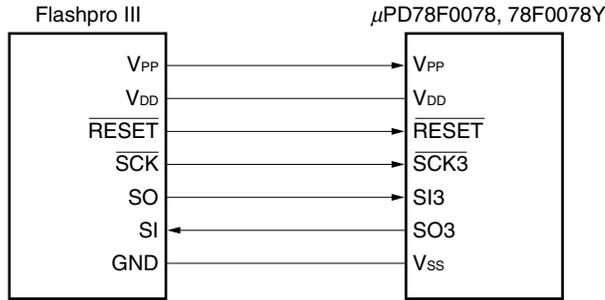 Flashpro III
μPD78F0078, 78F0078Y
VPP VPP
VDD VDD
RESET RESET
SCK SCK3
SO SI3
SI SO3
GND VSS